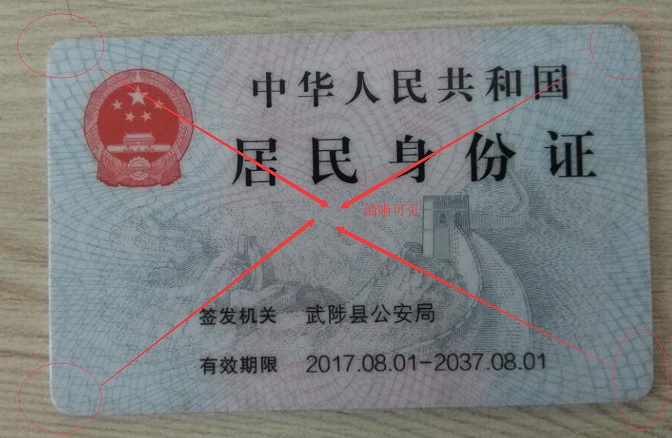 中华人民共和国
居民身份证
清晰可见
签发机关 武陟县公安局
有效期限 2017.08.01-2037.08.01